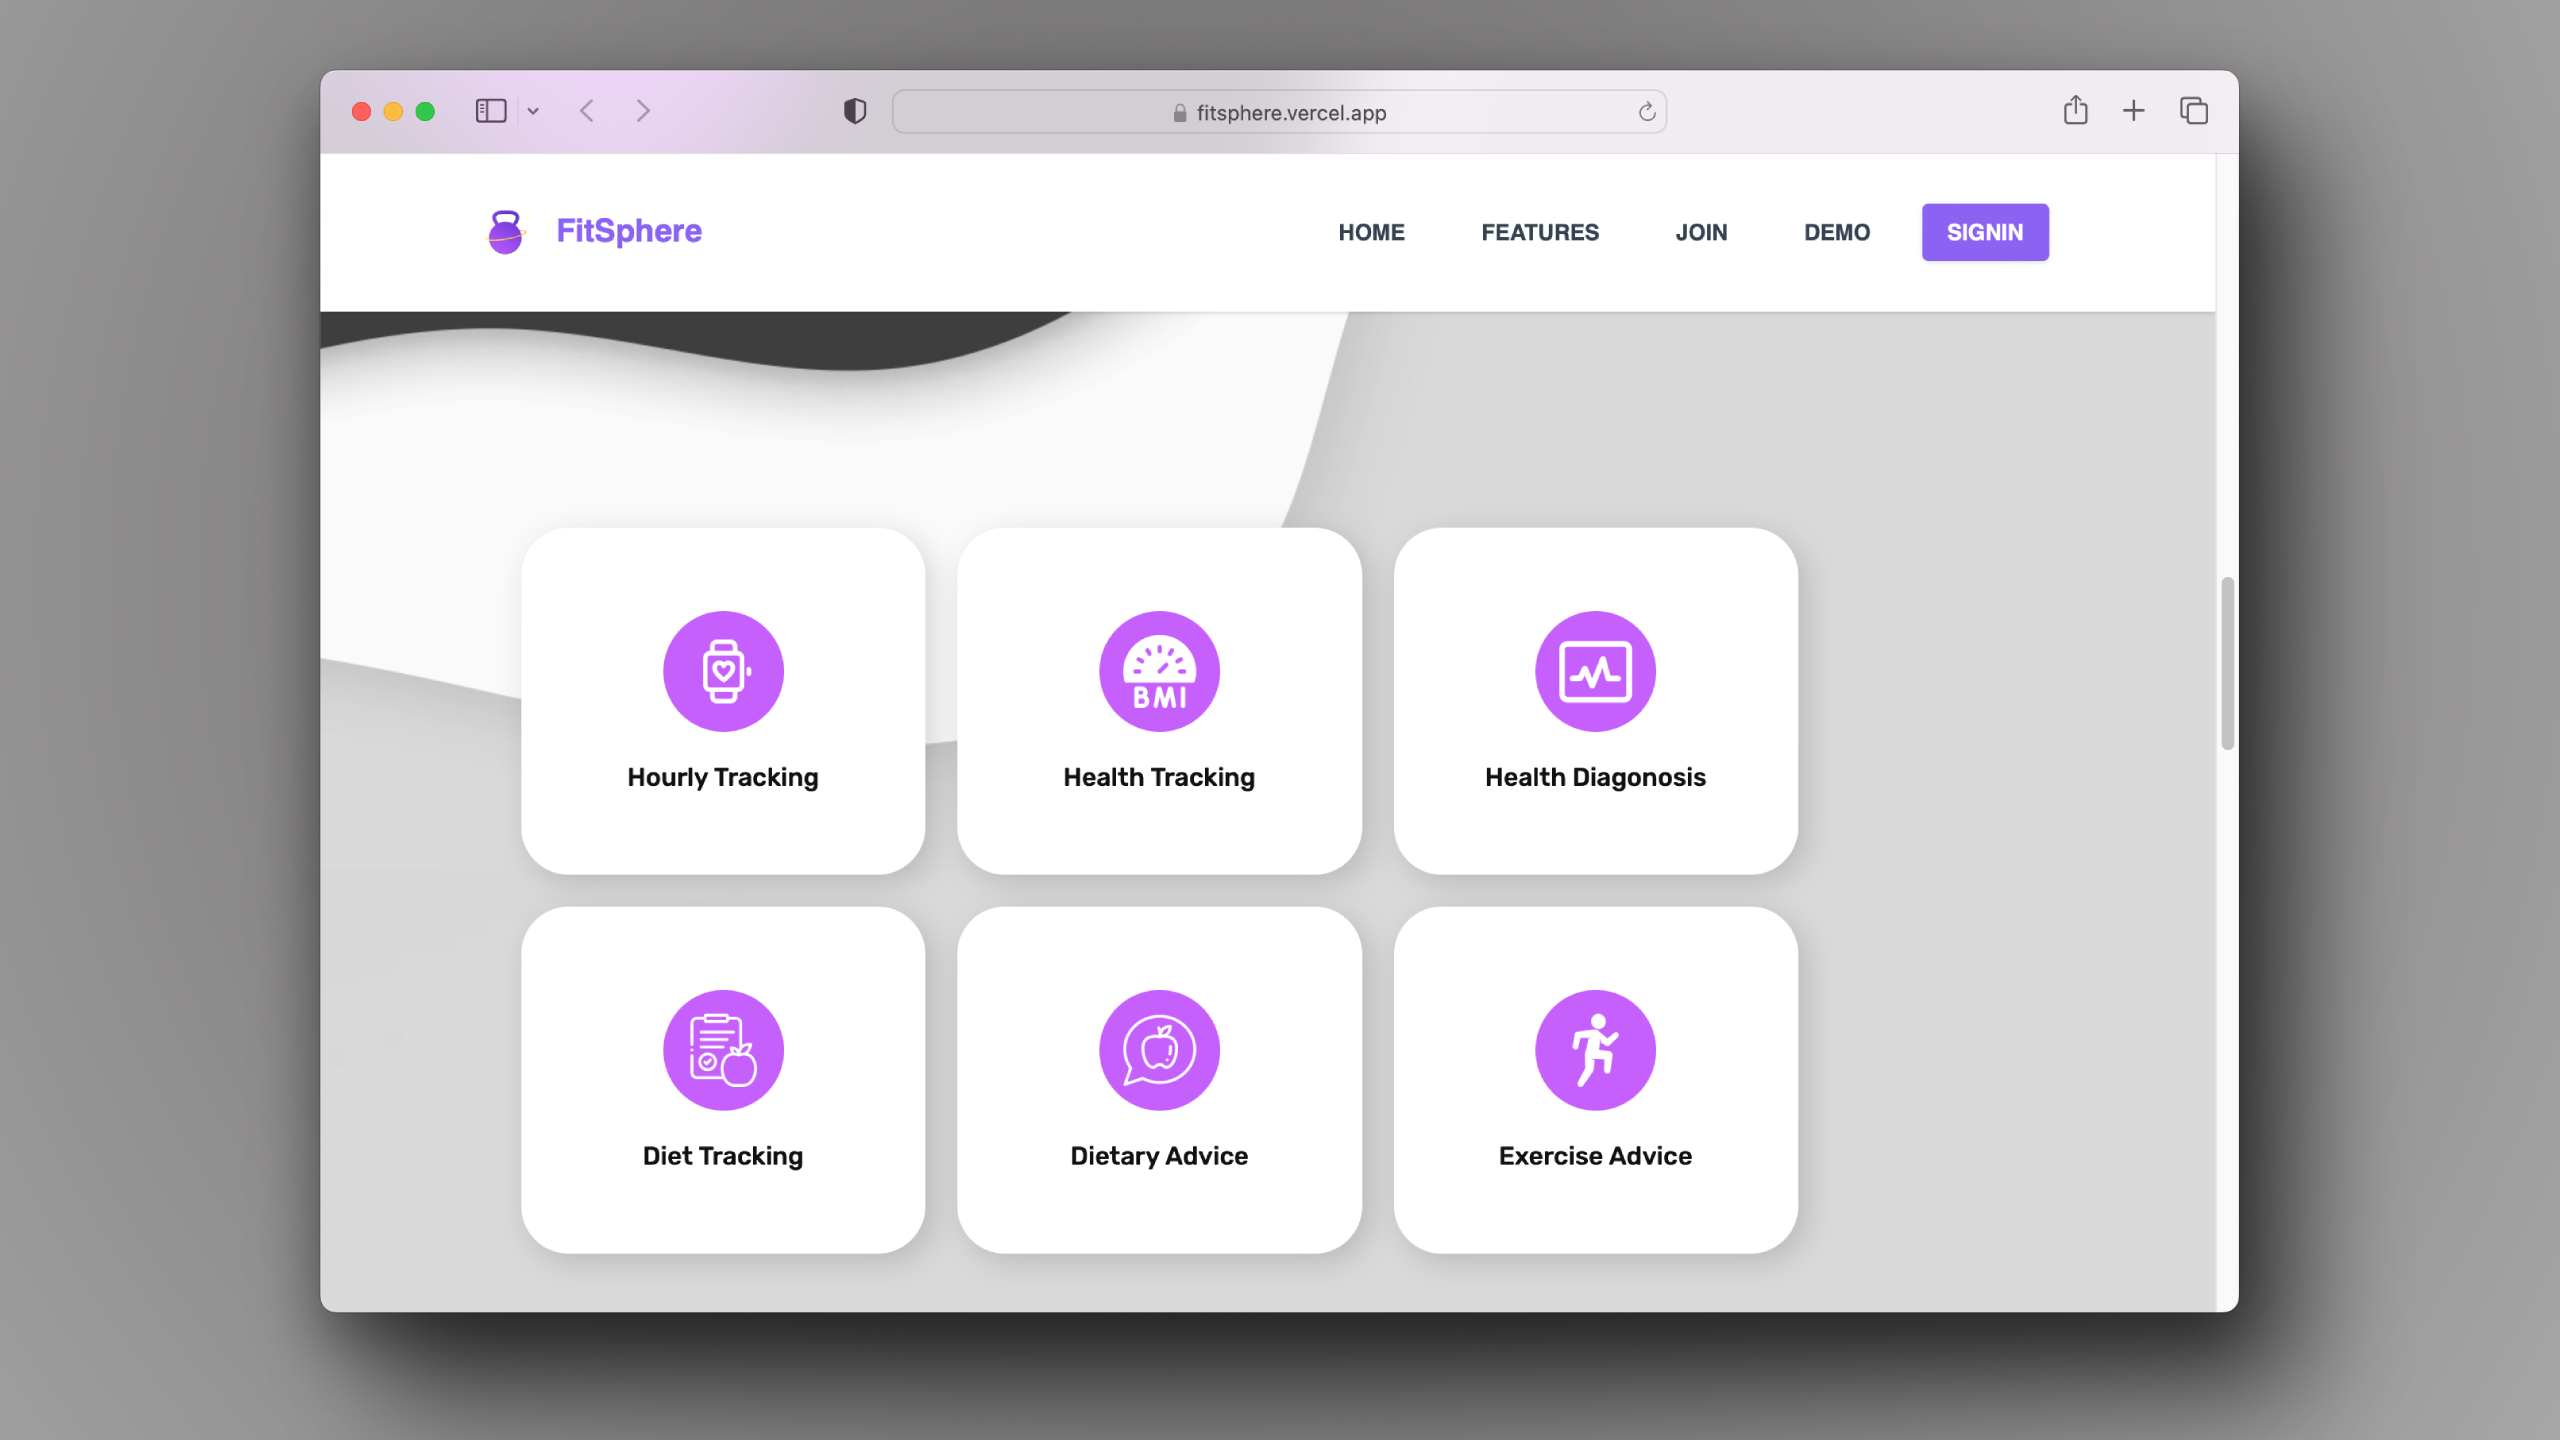 fitsphere.vercel.app
FitSphere
HOME FEATURES JOIN DEMO SIGNIN
BMI
Hourly Tracking Health Tracking Health Diagonosis
Diet Tracking Dietary Advice Exercise Advice